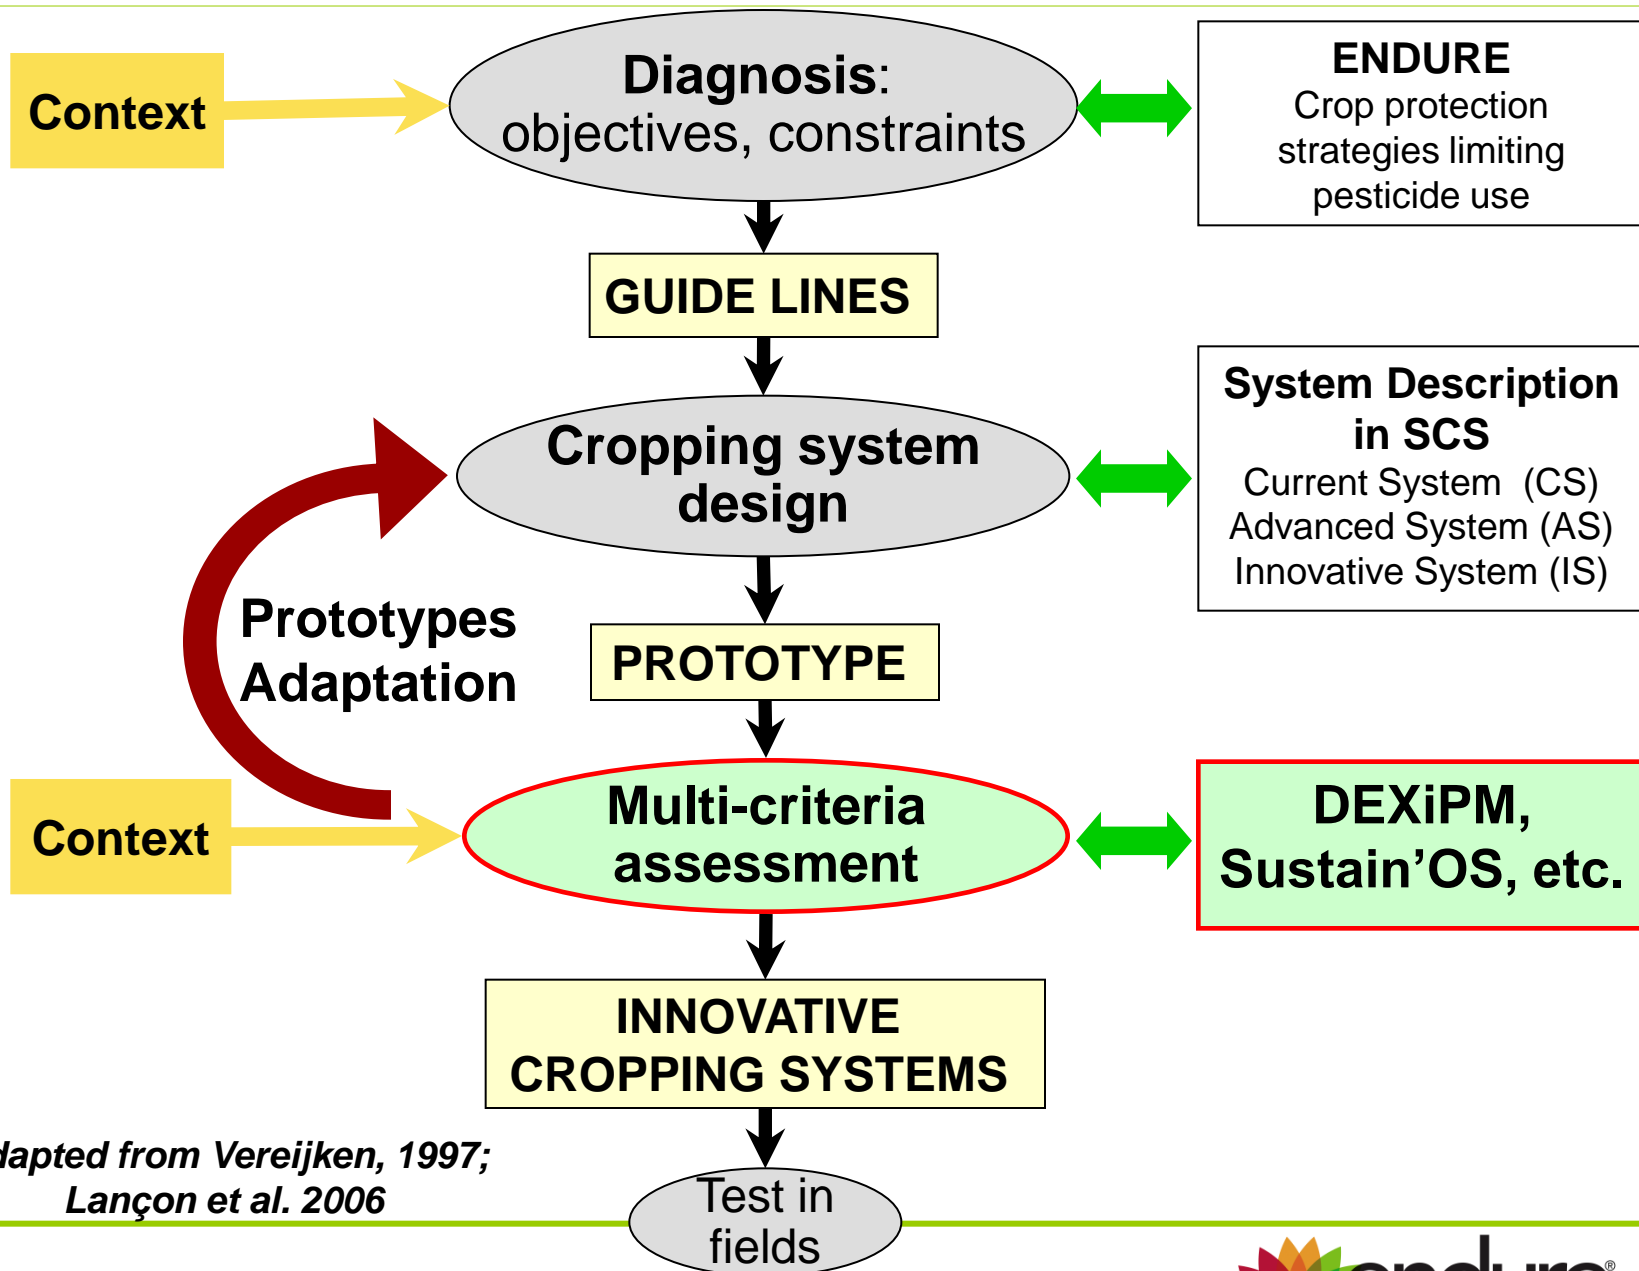 Context
Diagnosis:
objectives, constraints
ENDURE
Crop protection
strategies limiting
pesticide use
GUIDE LINES
Cropping system
design
System Description
in SCS
Current System (CS)
Advanced System (AS)
Innovative System (IS)
Prototypes
Adaptation
PROTOTYPE
Context
Multi-criteria
assessment
DEXiPM,
Sustain’OS, etc.
INNOVATIVE
CROPPING SYSTEMS
dapted from Vereijken, 1997;
Lançon et al. 2006
Test in
fields
endure®